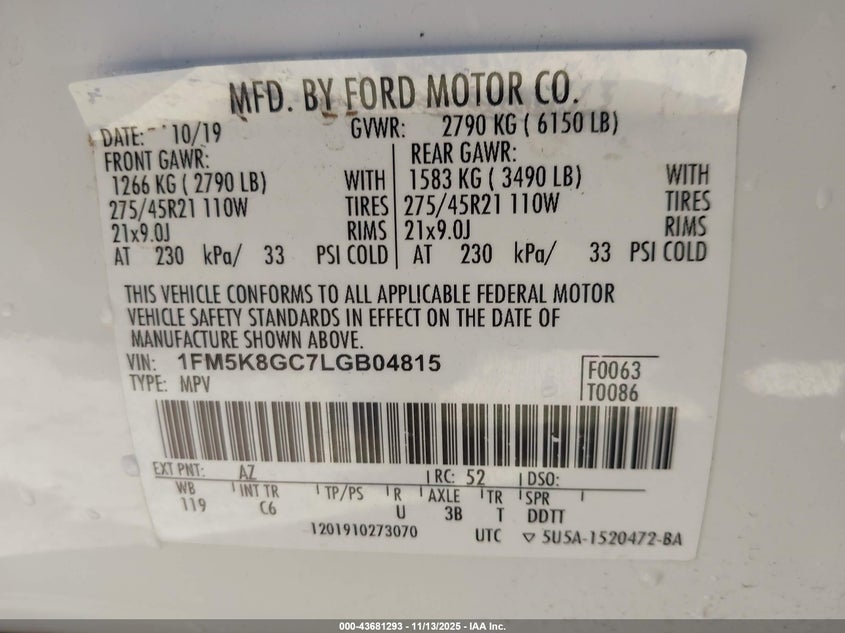 MFD. BY FORD MOTOR CO.
DATE: 10/19 GVWR: 2790 KG ( 6150 LB)
FRONT GAWR: REAR GAWR:
1266 KG ( 2790 LB) WITH 1583 KG ( 3490 LB) WITH
275/45R21 110W TIRES 275/45R21 110W TIRES
21x9.0J RIMS 21x9.0J RIMS
AT 230 kPa/ 33 PSI COLD AT 230 kPa/ 33 PSI COLD
THIS VEHICLE CONFORMS TO ALL APPLICABLE FEDERAL MOTOR
VEHICLE SAFETY STANDARDS IN EFFECT ON THE DATE OF
MANUFACTURE SHOWN ABOVE.
VIN: 1FM5K8GC7LGB04815 F0063
TYPE: MPV T0086
EXT PNT: AZ RC: 52 DSO:
WB INT TR TP/PS R AXLE TR SPR
119 C6 U 3B T DDTT
1201910273070 UTC ▽ 5U5A-1520472-BA
000-43681293 - 11/13/2025 - IAA Inc.